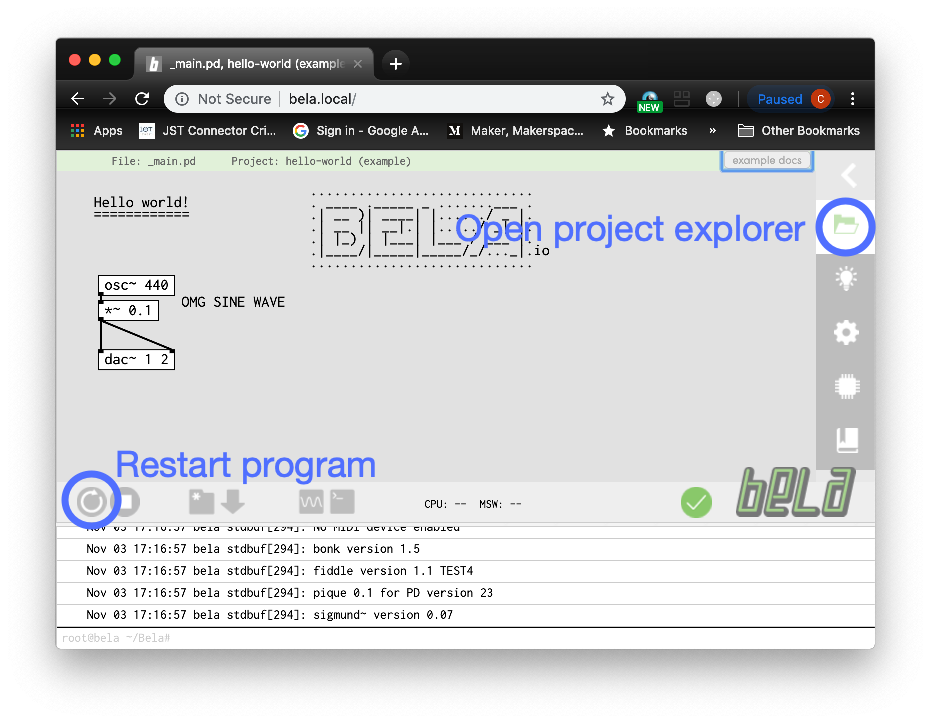 _main.pd, hello-world (example
Not Secure | bela.local/
NEW
Paused C
Apps JST Connector Cri... Sign in - Google A... Maker, Makerspac... Bookmarks » Other Bookmarks
File: _main.pd Project: hello-world (example) example docs
Hello world!
============
Open project explorer
.io
osc~ 440
*~ 0.1 OMG SINE WAVE
dac~ 1 2
Restart program
CPU: -- MSW: -- bela
Nov 03 17:16:57 bela stdbuf[294]: No MIDI device enabled
Nov 03 17:16:57 bela stdbuf[294]: bonk version 1.5
Nov 03 17:16:57 bela stdbuf[294]: fiddle version 1.1 TEST4
Nov 03 17:16:57 bela stdbuf[294]: pique 0.1 for PD version 23
Nov 03 17:16:57 bela stdbuf[294]: sigmund~ version 0.07
root@bela ~/Bela#